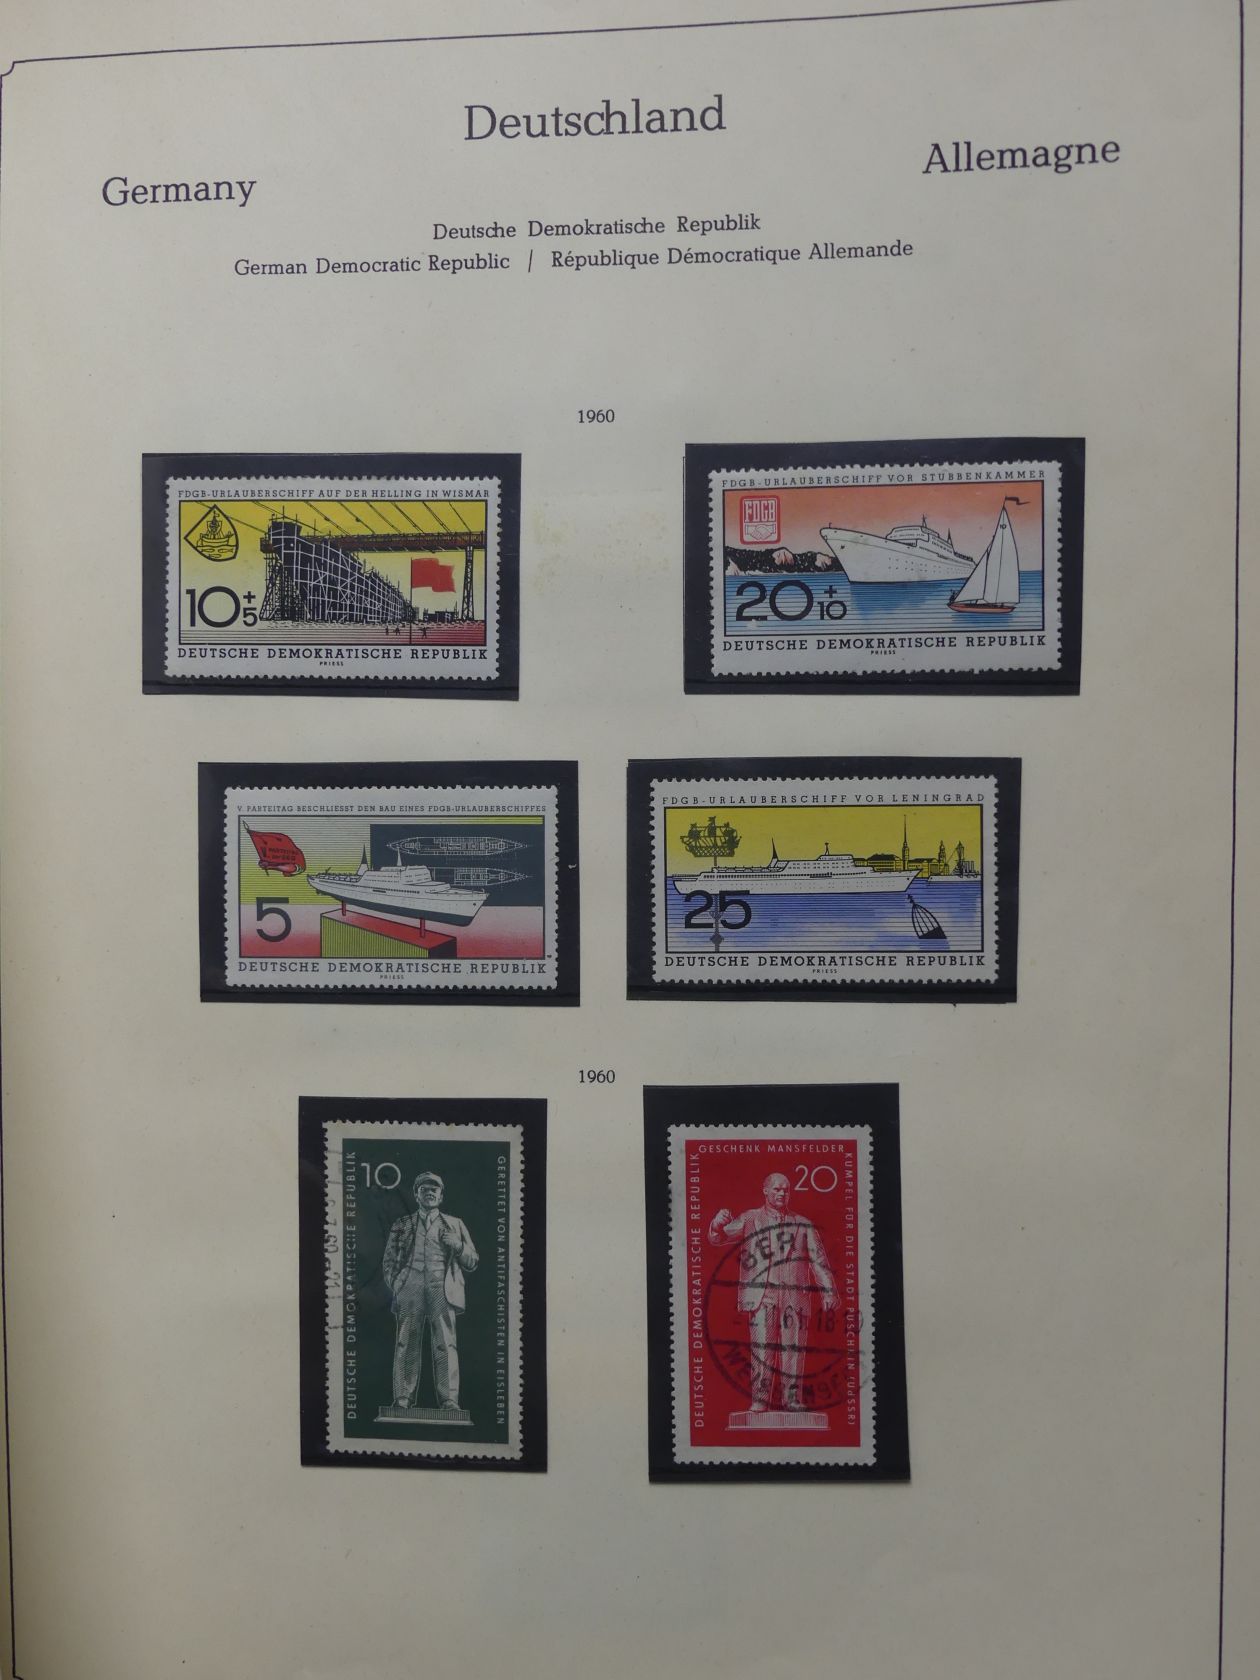 Deutschland
Germany
Allemagne
Deutsche Demokratische Republik
German Democratic Republic / République Démocratique Allemande
1960
FDGB-URLAUBERSCHIFF AUF DER HELLING IN WISMAR
10+5
DEUTSCHE DEMOKRATISCHE REPUBLIK
PRIESS
FDGB-URLAUBERSCHIFF VOR STUBBENKAMMER
FDGB
20+10
DEUTSCHE DEMOKRATISCHE REPUBLIK
PRIESS
V. PARTEITAG BESCHLIESST DEN BAU EINES FDGB-URLAUBERSCHIFFES
5
DEUTSCHE DEMOKRATISCHE REPUBLIK
PRIESS
FDGB-URLAUBERSCHIFF VOR LENINGRAD
25
DEUTSCHE DEMOKRATISCHE REPUBLIK
PRIESS
1960
10
DEUTSCHE DEMOKRATISCHE REPUBLIK
GERETTET VON ANTIFASCHISTEN IN EISLEBEN
GESCHENK MANSFELDER
KUMPEL FÜR DIE STADT PUSCHKIN (UdSSR)
20
DEUTSCHE DEMOKRATISCHE REPUBLIK